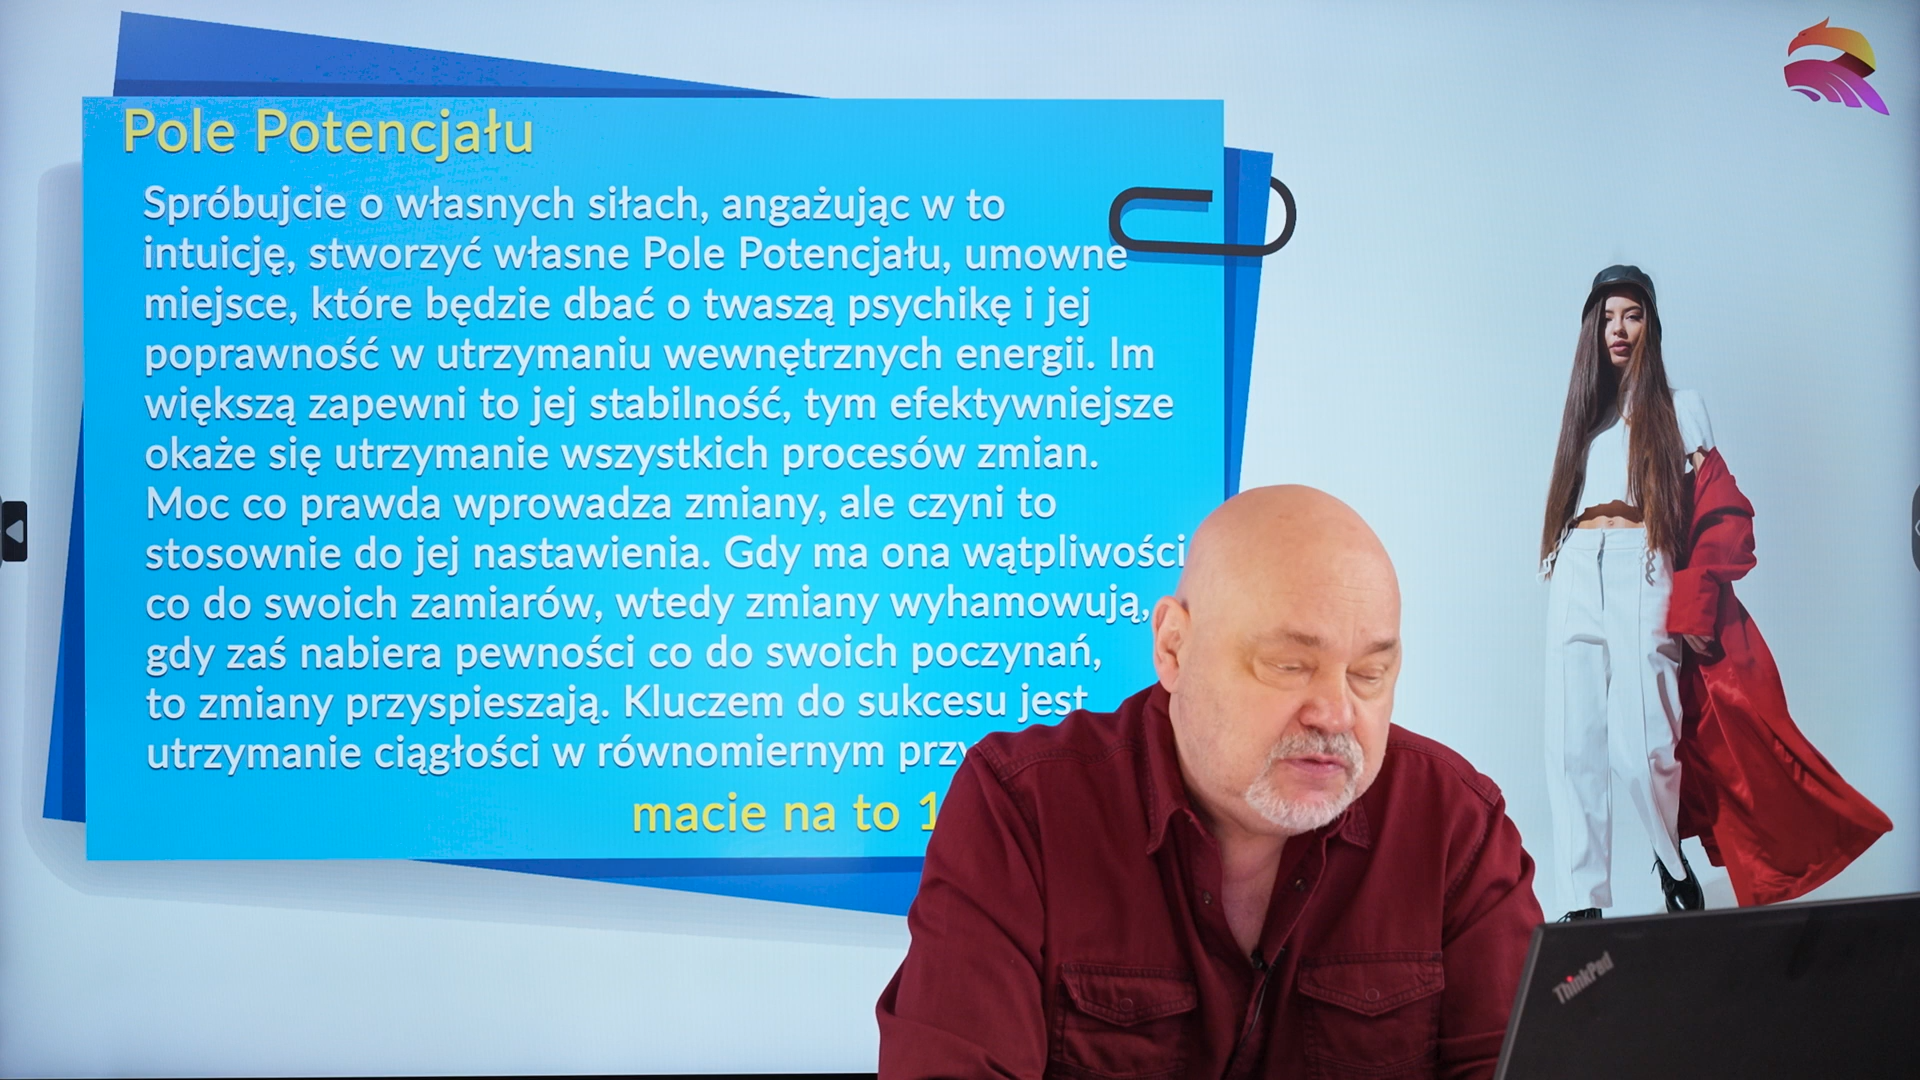 Pole Potencjału
Spróbujcie o własnych siłach, angażując w to
intuicję, stworzyć własne Pole Potencjału, umowne
miejsce, które będzie dbać o twaszą psychikę i jej
poprawność w utrzymaniu wewnętrznych energii. Im
większą zapewni to jej stabilność, tym efektywniejsze
okaże się utrzymanie wszystkich procesów zmian.
Moc co prawda wprowadza zmiany, ale czyni to
stosownie do jej nastawienia. Gdy ma ona wątpliwości
co do swoich zamiarów, wtedy zmiany wyhamowują,
gdy zaś nabiera pewności co do swoich poczynań,
to zmiany przyspieszają. Kluczem do sukcesu jest
utrzymanie ciągłości w równomiernym
macie na to
ThinkPad